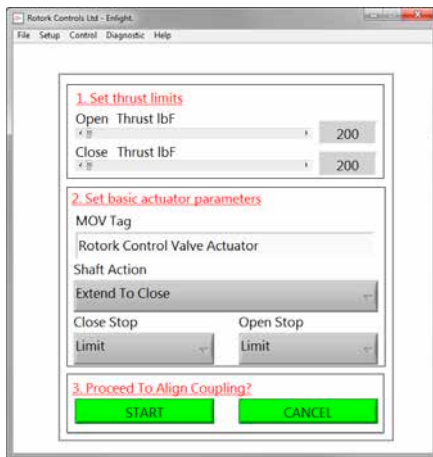 Rotork Controls Ltd - Enlight.
File Setup Control Diagnostic Help
1. Set thrust limits
Open Thrust lbF
200
Close Thrust lbF
200
2. Set basic actuator parameters
MOV Tag
Rotork Control Valve Actuator
Shaft Action
Extend To Close
Close Stop Open Stop
Limit Limit
3. Proceed To Align Coupling?
START CANCEL